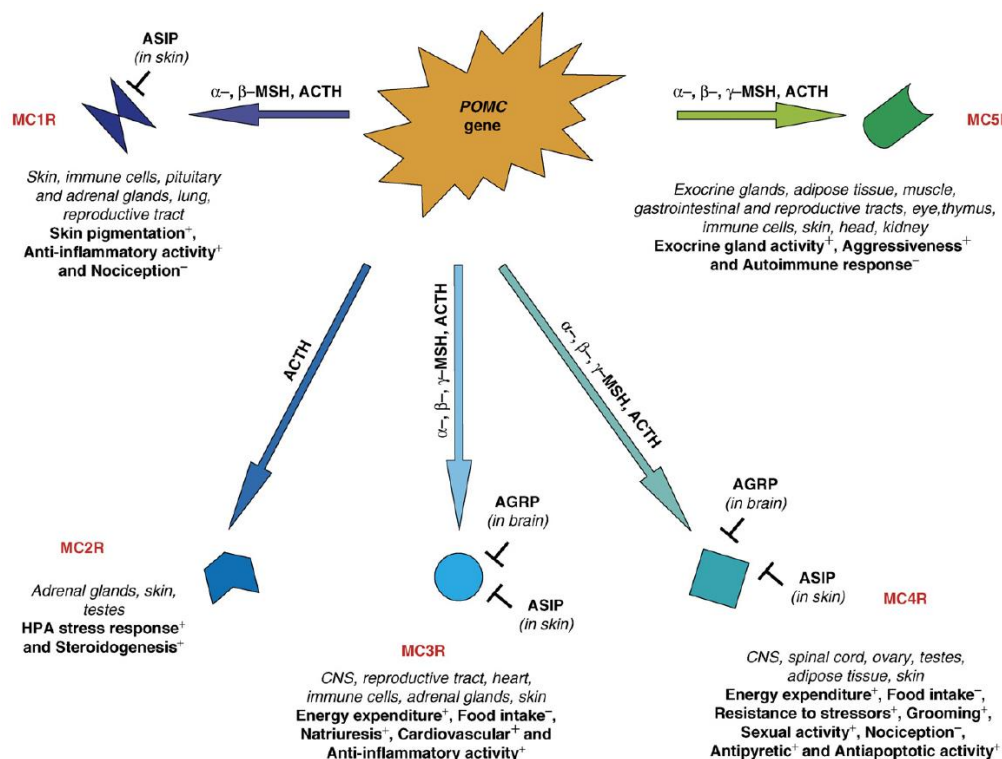 ASIP
(in skin)
MC1R
α–, β–MSH, ACTH
Skin, immune cells, pituitary
and adrenal glands, lung,
reproductive tract
Skin pigmentation⁺,
Anti-inflammatory activity⁺
and Nociception⁻
POMC
gene
α–, β–, γ–MSH, ACTH
MC5R
Exocrine glands, adipose tissue, muscle,
gastrointestinal and reproductive tracts, eye,thymus,
immune cells, skin, head, kidney
Exocrine gland activity⁺, Aggressiveness⁺
and Autoimmune response⁻
ACTH
α–, β–, γ–MSH, ACTH
α–, β–, γ–MSH, ACTH
MC2R
Adrenal glands, skin,
testes
HPA stress response⁺
and Steroidogenesis⁺
AGRP
(in brain)
ASIP
(in skin)
MC3R
CNS, reproductive tract, heart,
immune cells, adrenal glands, skin
Energy expenditure⁺, Food intake⁻,
Natriuresis⁺, Cardiovascular⁺ and
Anti-inflammatory activity⁺
AGRP
(in brain)
ASIP
(in skin)
MC4R
CNS, spinal cord, ovary, testes,
adipose tissue, skin
Energy expenditure⁺, Food intake⁻,
Resistance to stressors⁺, Grooming⁺,
Sexual activity⁺, Nociception⁻,
Antipyretic⁺ and Antiapoptotic activity⁺